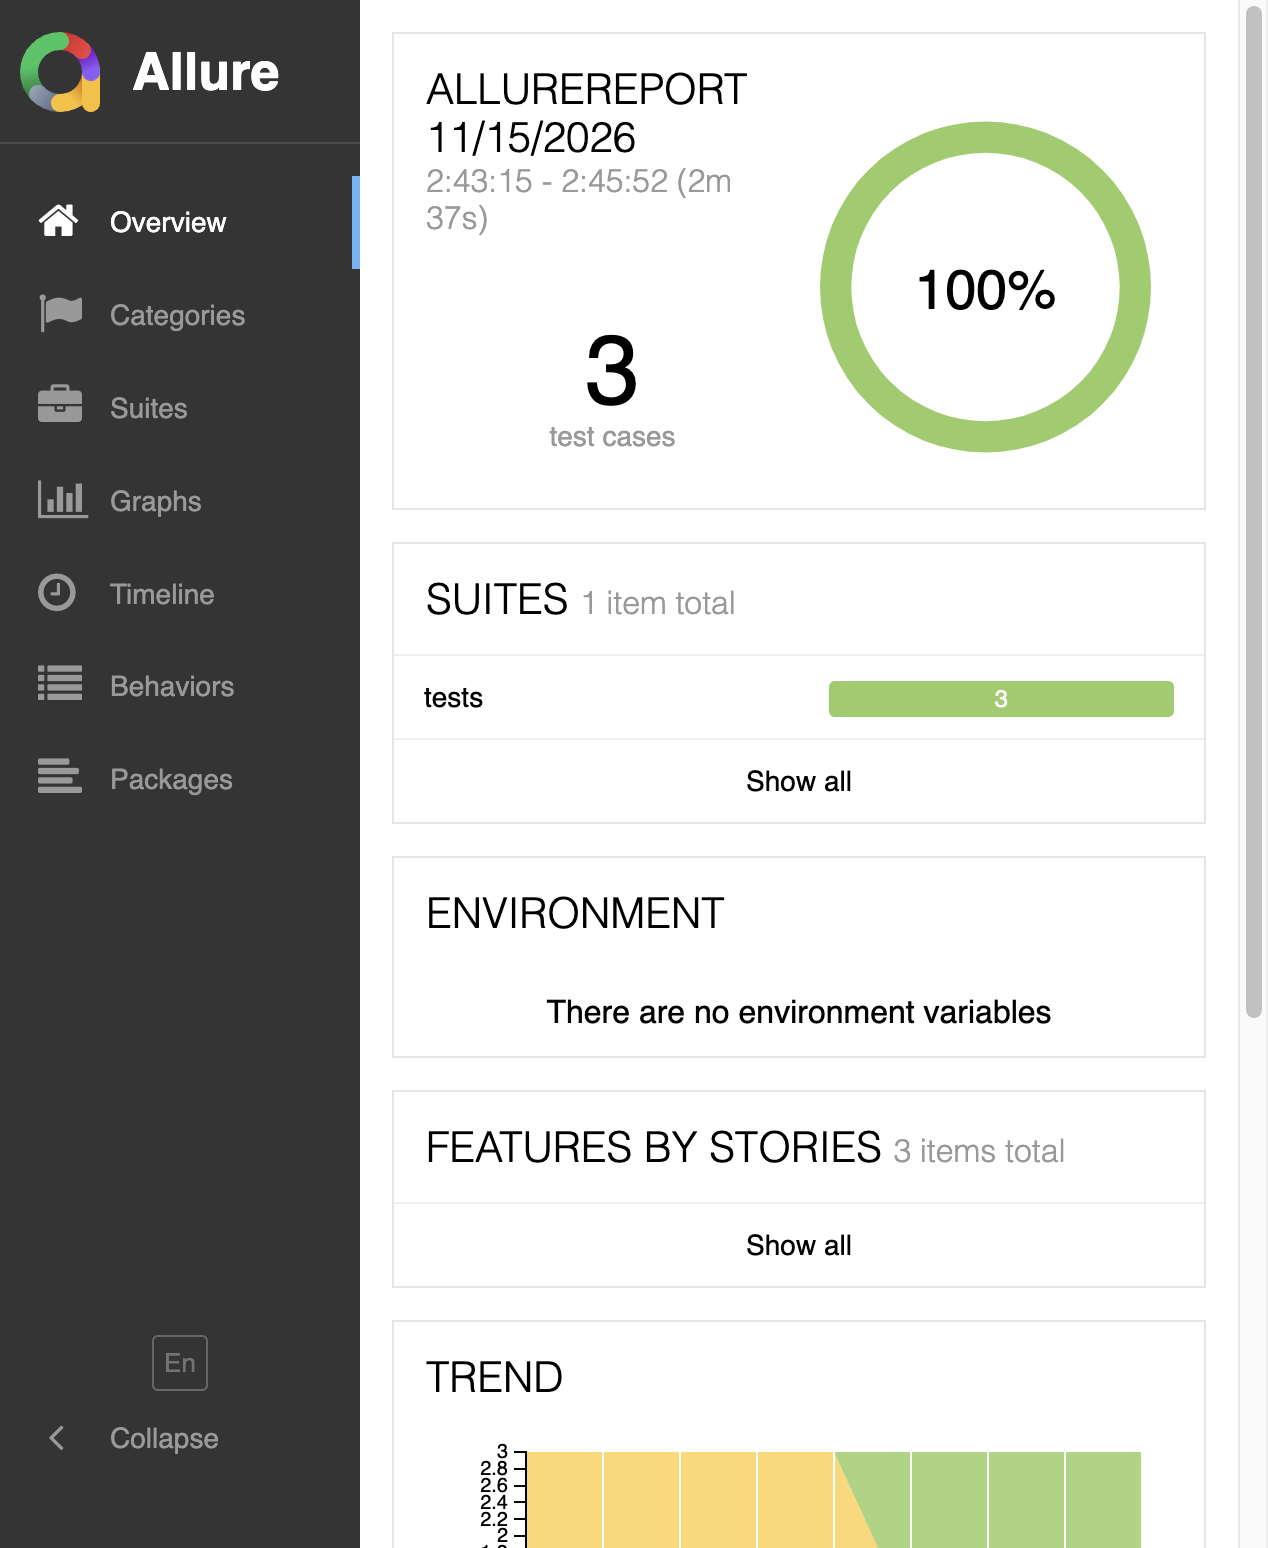 Allure
Overview
Categories
Suites
Graphs
Timeline
Behaviors
Packages
En
Collapse
ALLUREREPORT
11/15/2026
2:43:15 - 2:45:52 (2m
37s)
3
test cases
100%
SUITES 1 item total
tests 3
Show all
ENVIRONMENT
There are no environment variables
FEATURES BY STORIES 3 items total
Show all
TREND
3
2.8
2.6
2.4
2.2
2